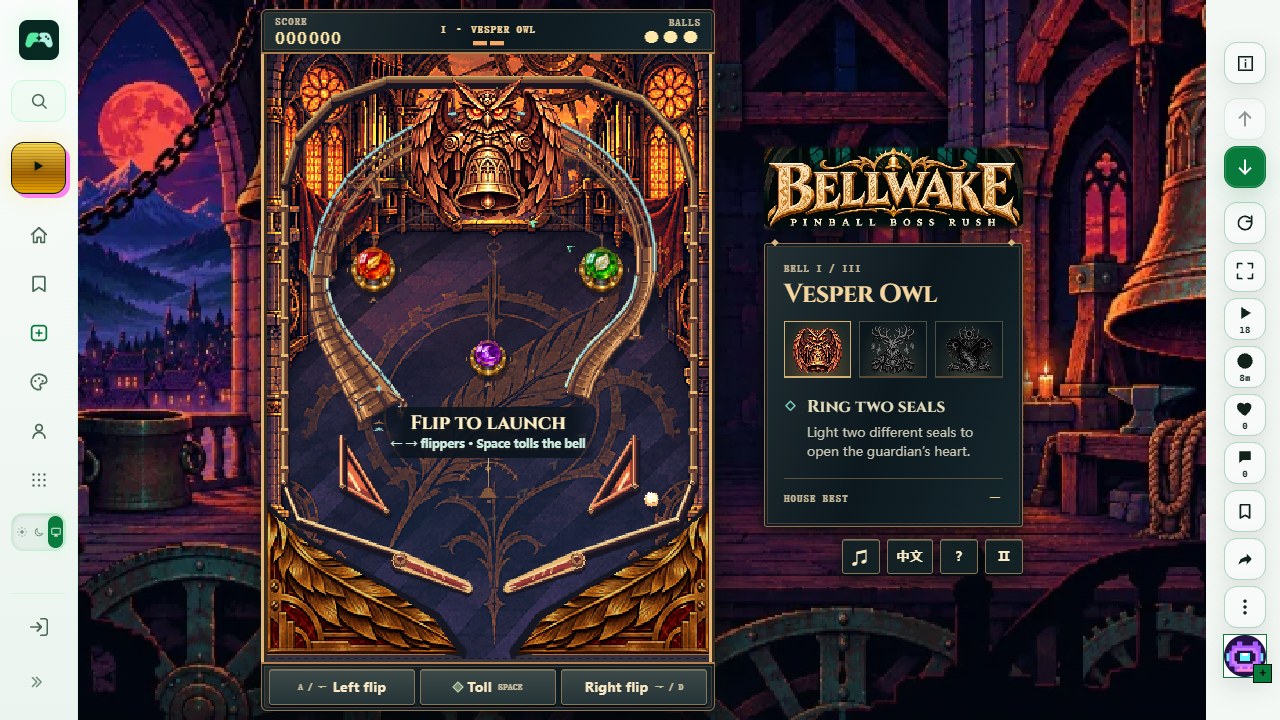 SCORE
000000
I - VESPER OWL
BALLS
FLIP TO LAUNCH
←→ flippers • Space tolls the bell
A / ← Left flip
Toll SPACE
Right flip → / D
BELLWAKE
PINBALL BOSS RUSH
BELL I / III
VESPER OWL
RING TWO SEALS
Light two different seals to
open the guardian's heart.
HOUSE BEST —
中文
?
18
8m
0
0